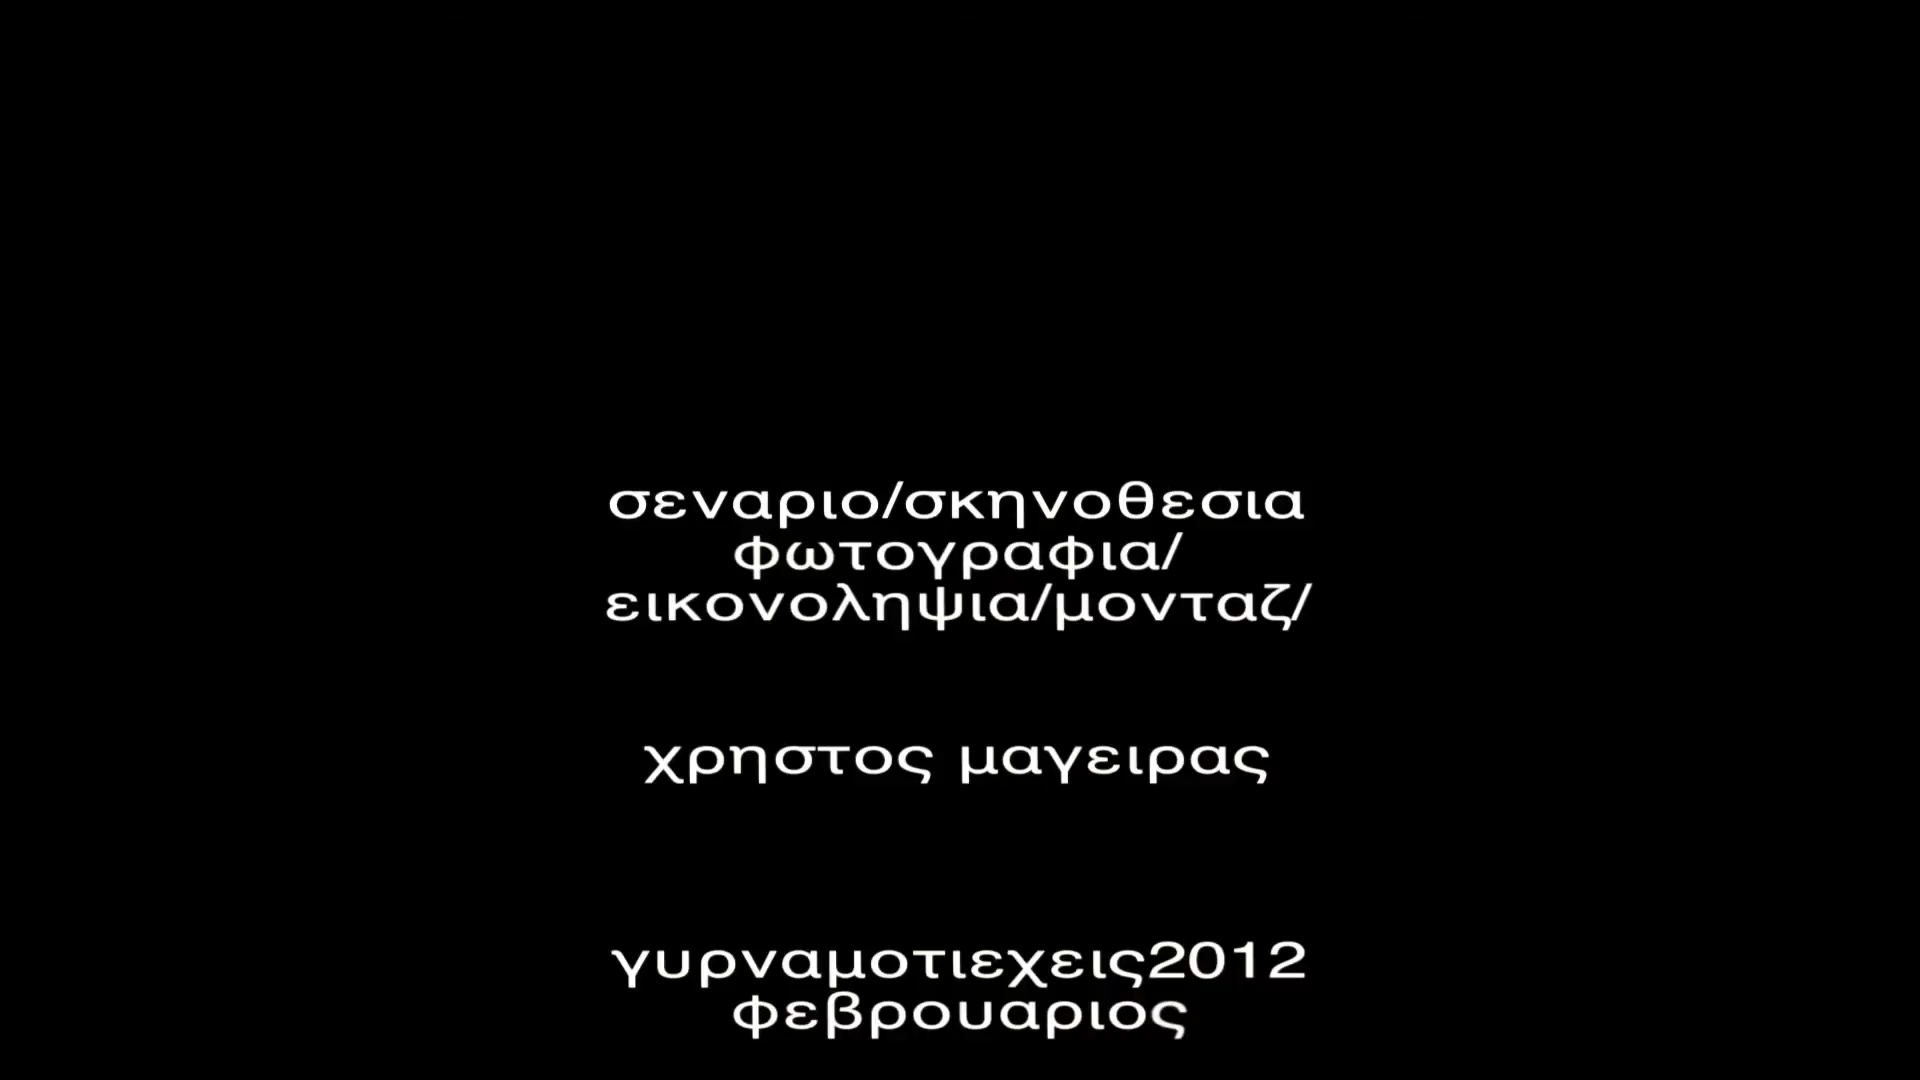 σεναριο/σκηνοθεσια
φωτογραφια/
εικονοληψια/μονταζ/
χρηστος μαγειρας
γυρναμοτιεχεις2012
φεβρουαριος